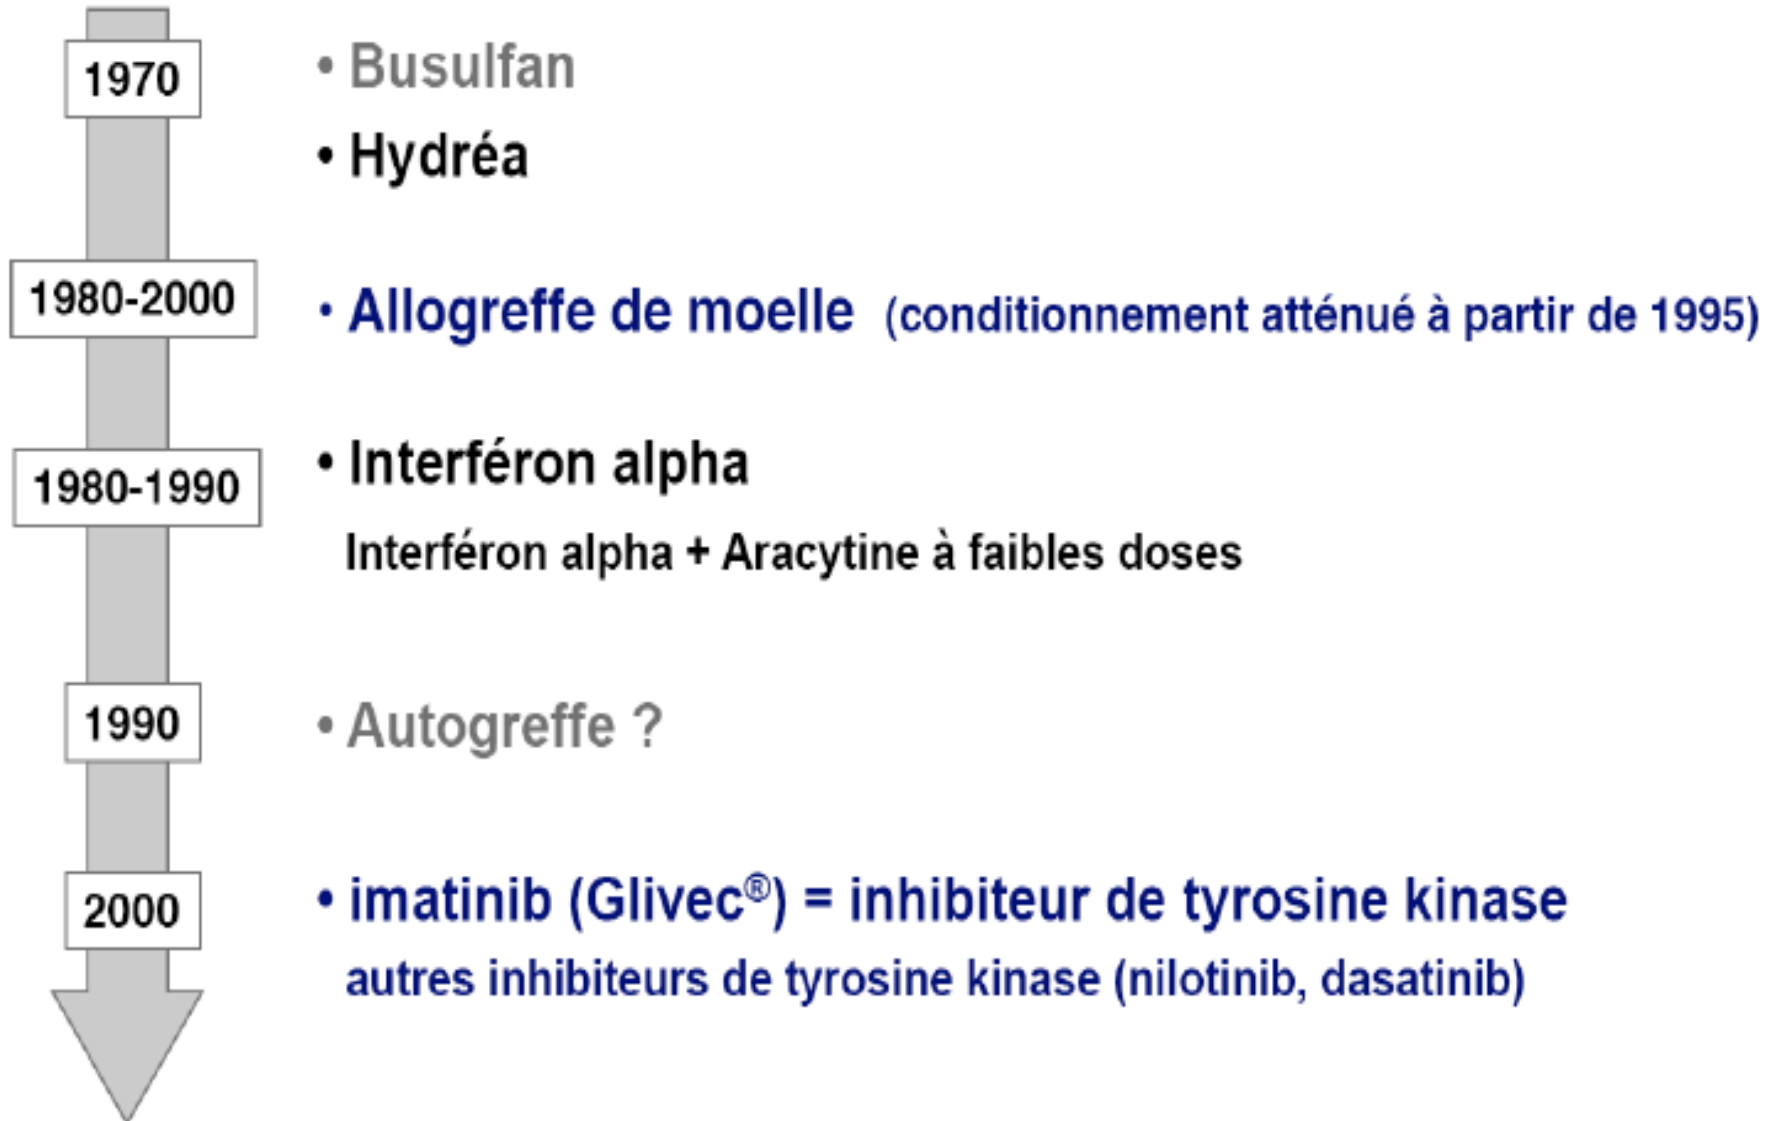 1970
• Busulfan
• Hydréa
1980-2000
• Allogreffe de moelle (conditionnement atténué à partir de 1995)
1980-1990
• Interféron alpha
Interféron alpha + Aracytine à faibles doses
1990
• Autogreffe ?
2000
• imatinib (Glivec®) = inhibiteur de tyrosine kinase
autres inhibiteurs de tyrosine kinase (nilotinib, dasatinib)